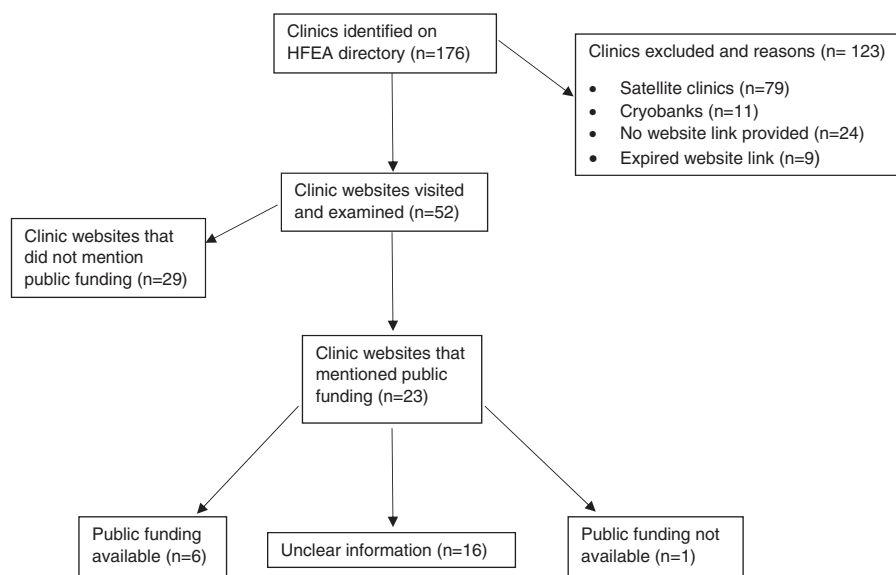 Clinics identified on
HFEA directory (n=176)
Clinics excluded and reasons (n= 123)
• Satellite clinics (n=79)
• Cryobanks (n=11)
• No website link provided (n=24)
• Expired website link (n=9)
Clinic websites visited
and examined (n=52)
Clinic websites that
did not mention
public funding (n=29)
Clinic websites that
mentioned public
funding (n=23)
Public funding
available (n=6)
Unclear information (n=16)
Public funding not
available (n=1)